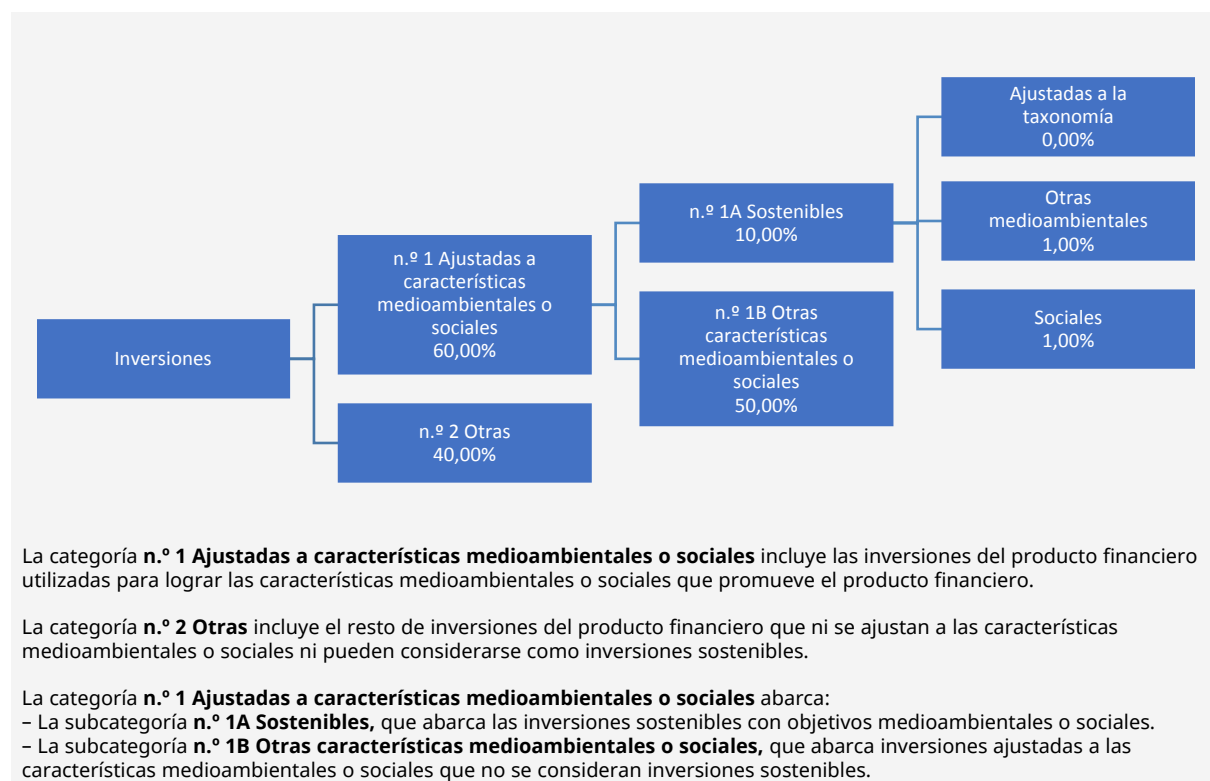 Inversiones
n.º 1 Ajustadas a
características
medioambientales o
sociales
60,00%
n.º 2 Otras
40,00%
n.º 1A Sostenibles
10,00%
n.º 1B Otras
características
medioambientales o
sociales
50,00%
Ajustadas a la
taxonomía
0,00%
Otras
medioambientales
1,00%
Sociales
1,00%
La categoría n.º 1 Ajustadas a características medioambientales o sociales incluye las inversiones del producto financiero
utilizadas para lograr las características medioambientales o sociales que promueve el producto financiero.
La categoría n.º 2 Otras incluye el resto de inversiones del producto financiero que ni se ajustan a las características
medioambientales o sociales ni pueden considerarse como inversiones sostenibles.
La categoría n.º 1 Ajustadas a características medioambientales o sociales abarca:
– La subcategoría n.º 1A Sostenibles, que abarca las inversiones sostenibles con objetivos medioambientales o sociales.
– La subcategoría n.º 1B Otras características medioambientales o sociales, que abarca inversiones ajustadas a las
características medioambientales o sociales que no se consideran inversiones sostenibles.